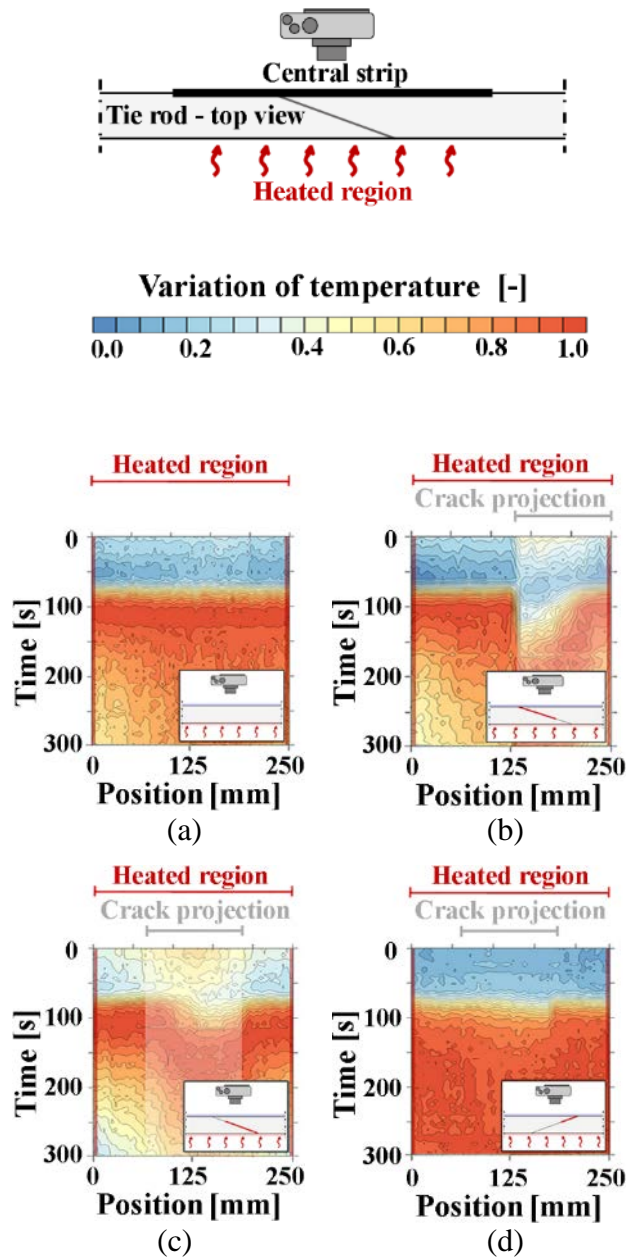 Central strip
Tie rod - top view
Heated region
Variation of temperature [-]
0.0 0.2 0.4 0.6 0.8 1.0
Heated region
0
100
200
300
Time [s]
0 125 250
Position [mm]
(a)
Heated region
Crack projection
0
100
200
300
Time [s]
0 125 250
Position [mm]
(b)
Heated region
Crack projection
0
100
200
300
Time [s]
0 125 250
Position [mm]
(c)
Heated region
Crack projection
0
100
200
300
Time [s]
0 125 250
Position [mm]
(d)